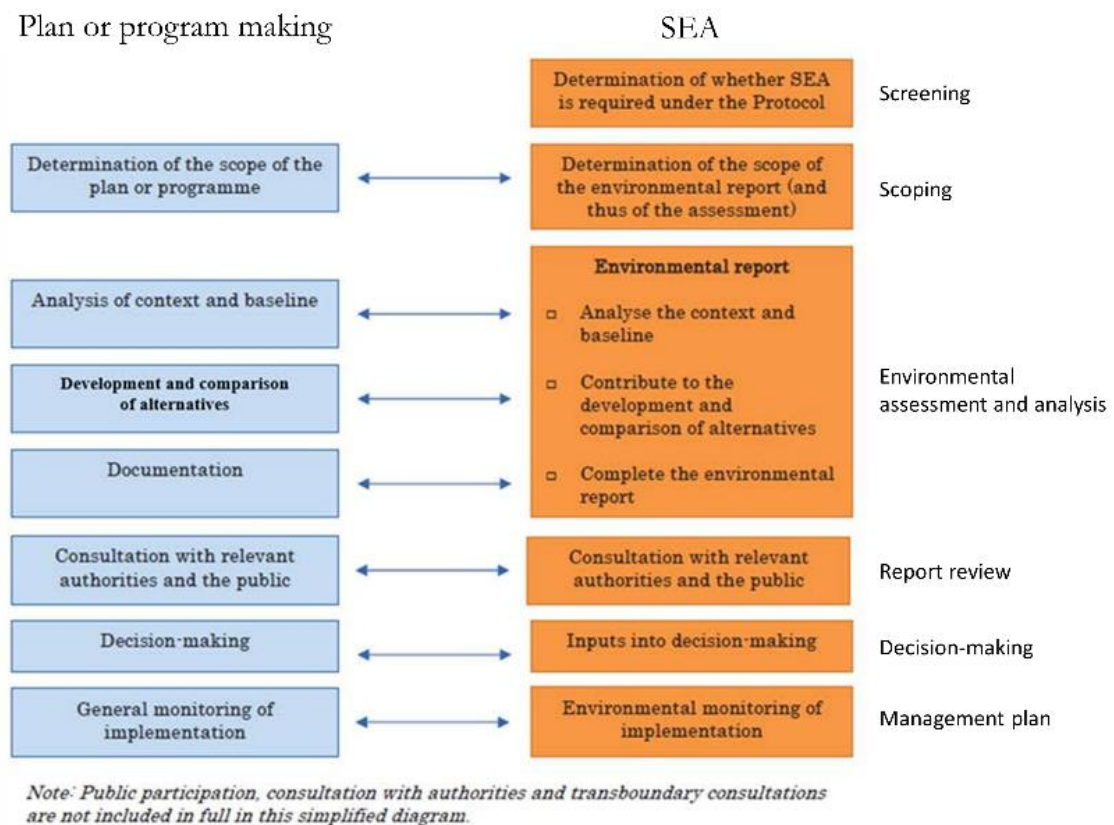 Plan or program making
SEA
Determination of whether SEA
is required under the Protocol
Screening
Determination of the scope of the
plan or programme
Determination of the scope of
the environmental report (and
thus of the assessment)
Scoping
Environmental report
Analysis of context and baseline
Analyse the context and
baseline
Development and comparison
of alternatives
Contribute to the
development and
comparison of alternatives
Environmental
assessment and analysis
Documentation
Complete the environmental
report
Consultation with relevant
authorities and the public
Consultation with relevant
authorities and the public
Report review
Decision-making
Inputs into decision-making
Decision-making
General monitoring of
implementation
Environmental monitoring of
implementation
Management plan
Note: Public participation, consultation with authorities and transboundary consultations
are not included in full in this simplified diagram.